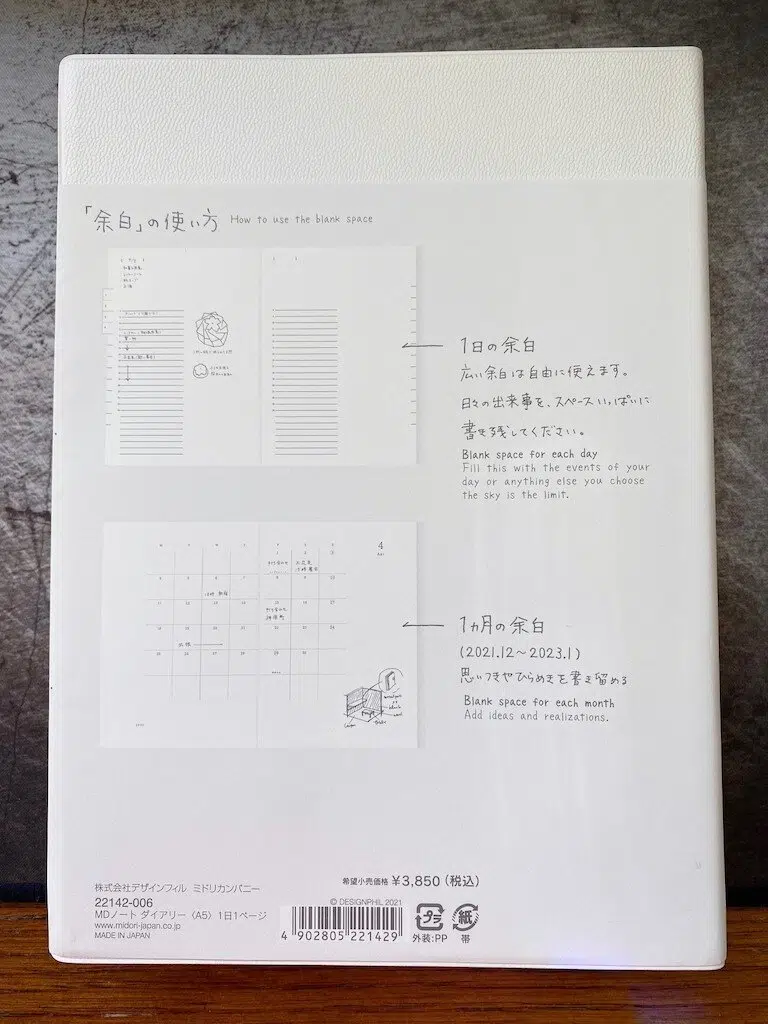 「余白」の使い方 How to use the blank space
1日の余白
広い余白は自由に使えます。
日々の出来事を、スペースいっぱいに
書き残してください。
Blank space for each day
Fill this with the events of your
day or anything else you choose
the sky is the limit.
4
1ヵ月の余白
(2021.12~2023.1)
思いつきやひらめきを書き留める
Blank space for each month
Add ideas and realizations.
株式会社デザインフィル ミドリカンパニー
22142-006
MDノート ダイアリー〈A5〉1日1ページ
www.midori-japan.co.jp
MADE IN JAPAN
希望小売価格 ¥3,850(税込)
© DESIGNPHIL 2021
4 902805 221429
プラ
外装:PP
紙
帯